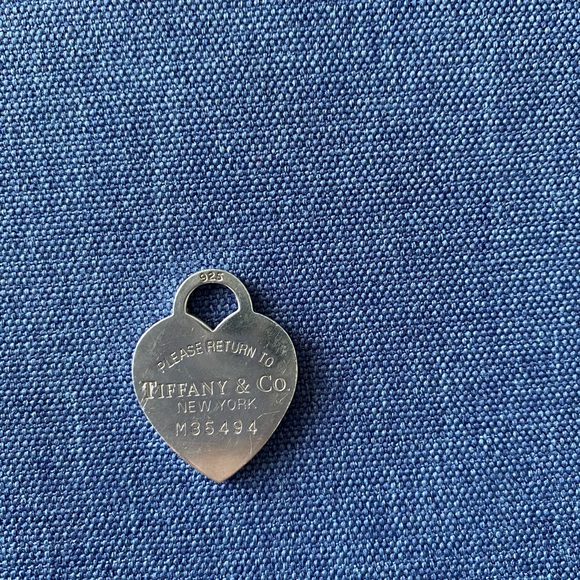 925
PLEASE RETURN TO
TIFFANY & CO.
NEW YORK
M35494